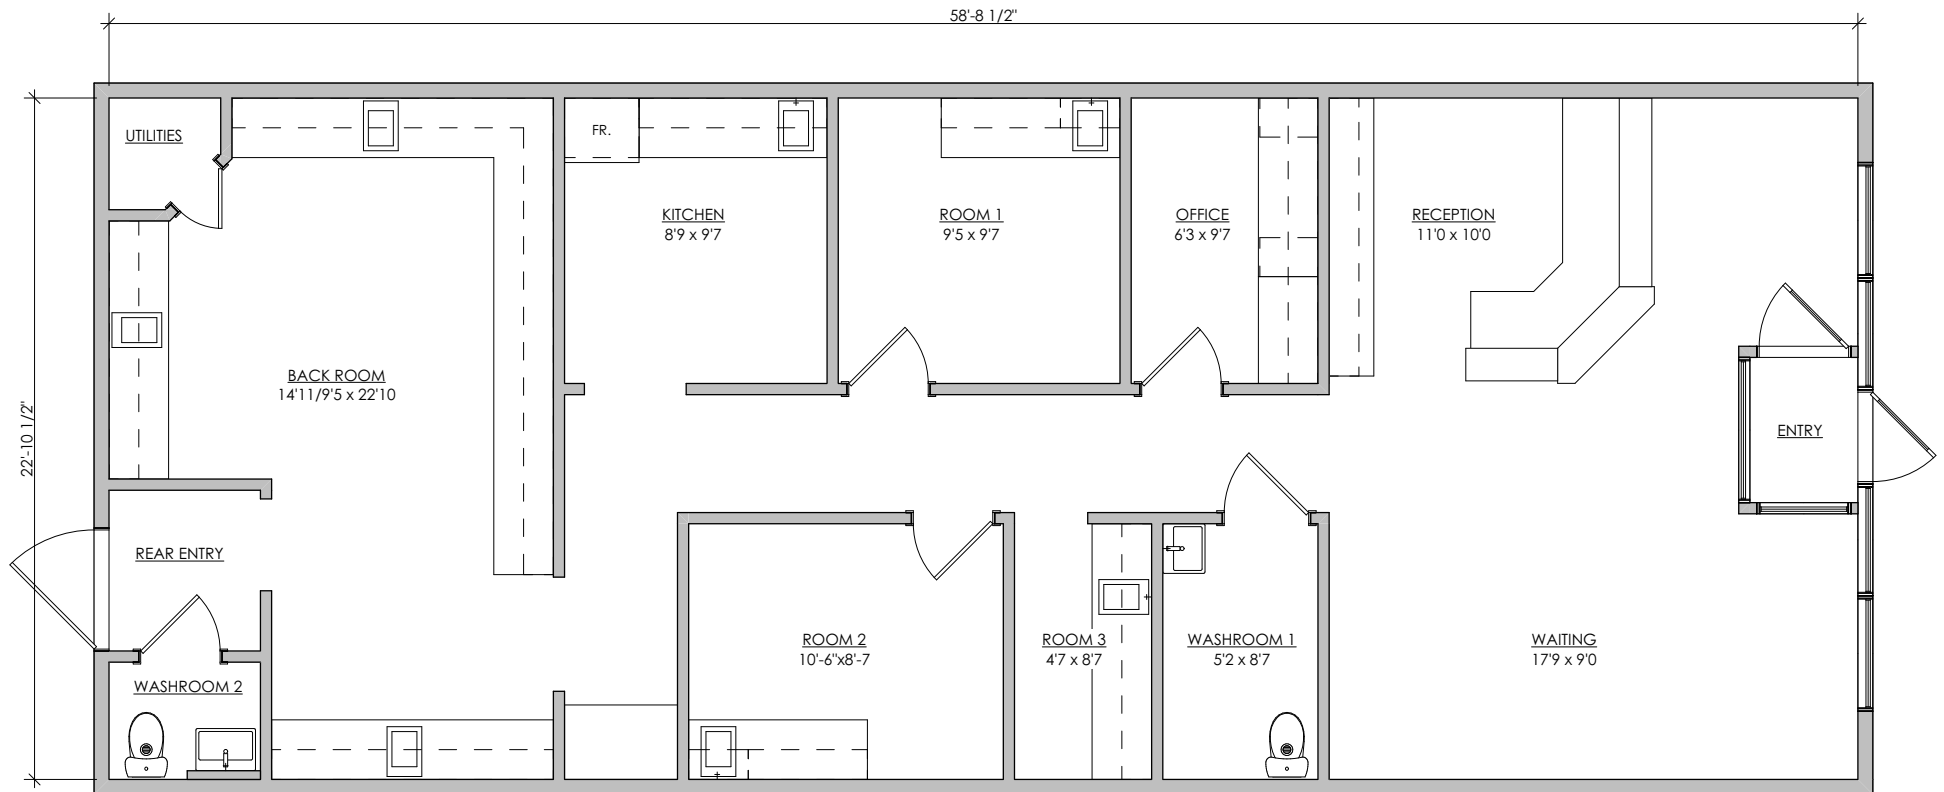 58'-8 1/2"
22'-10 1/2"
UTILITIES
FR.
KITCHEN
8'9 x 9'7
ROOM 1
9'5 x 9'7
OFFICE
6'3 x 9'7
RECEPTION
11'0 x 10'0
BACK ROOM
14'11/9'5 x 22'10
ENTRY
REAR ENTRY
ROOM 2
10'-6"x8'-7
ROOM 3
4'7 x 8'7
WASHROOM 1
5'2 x 8'7
WAITING
17'9 x 9'0
WASHROOM 2